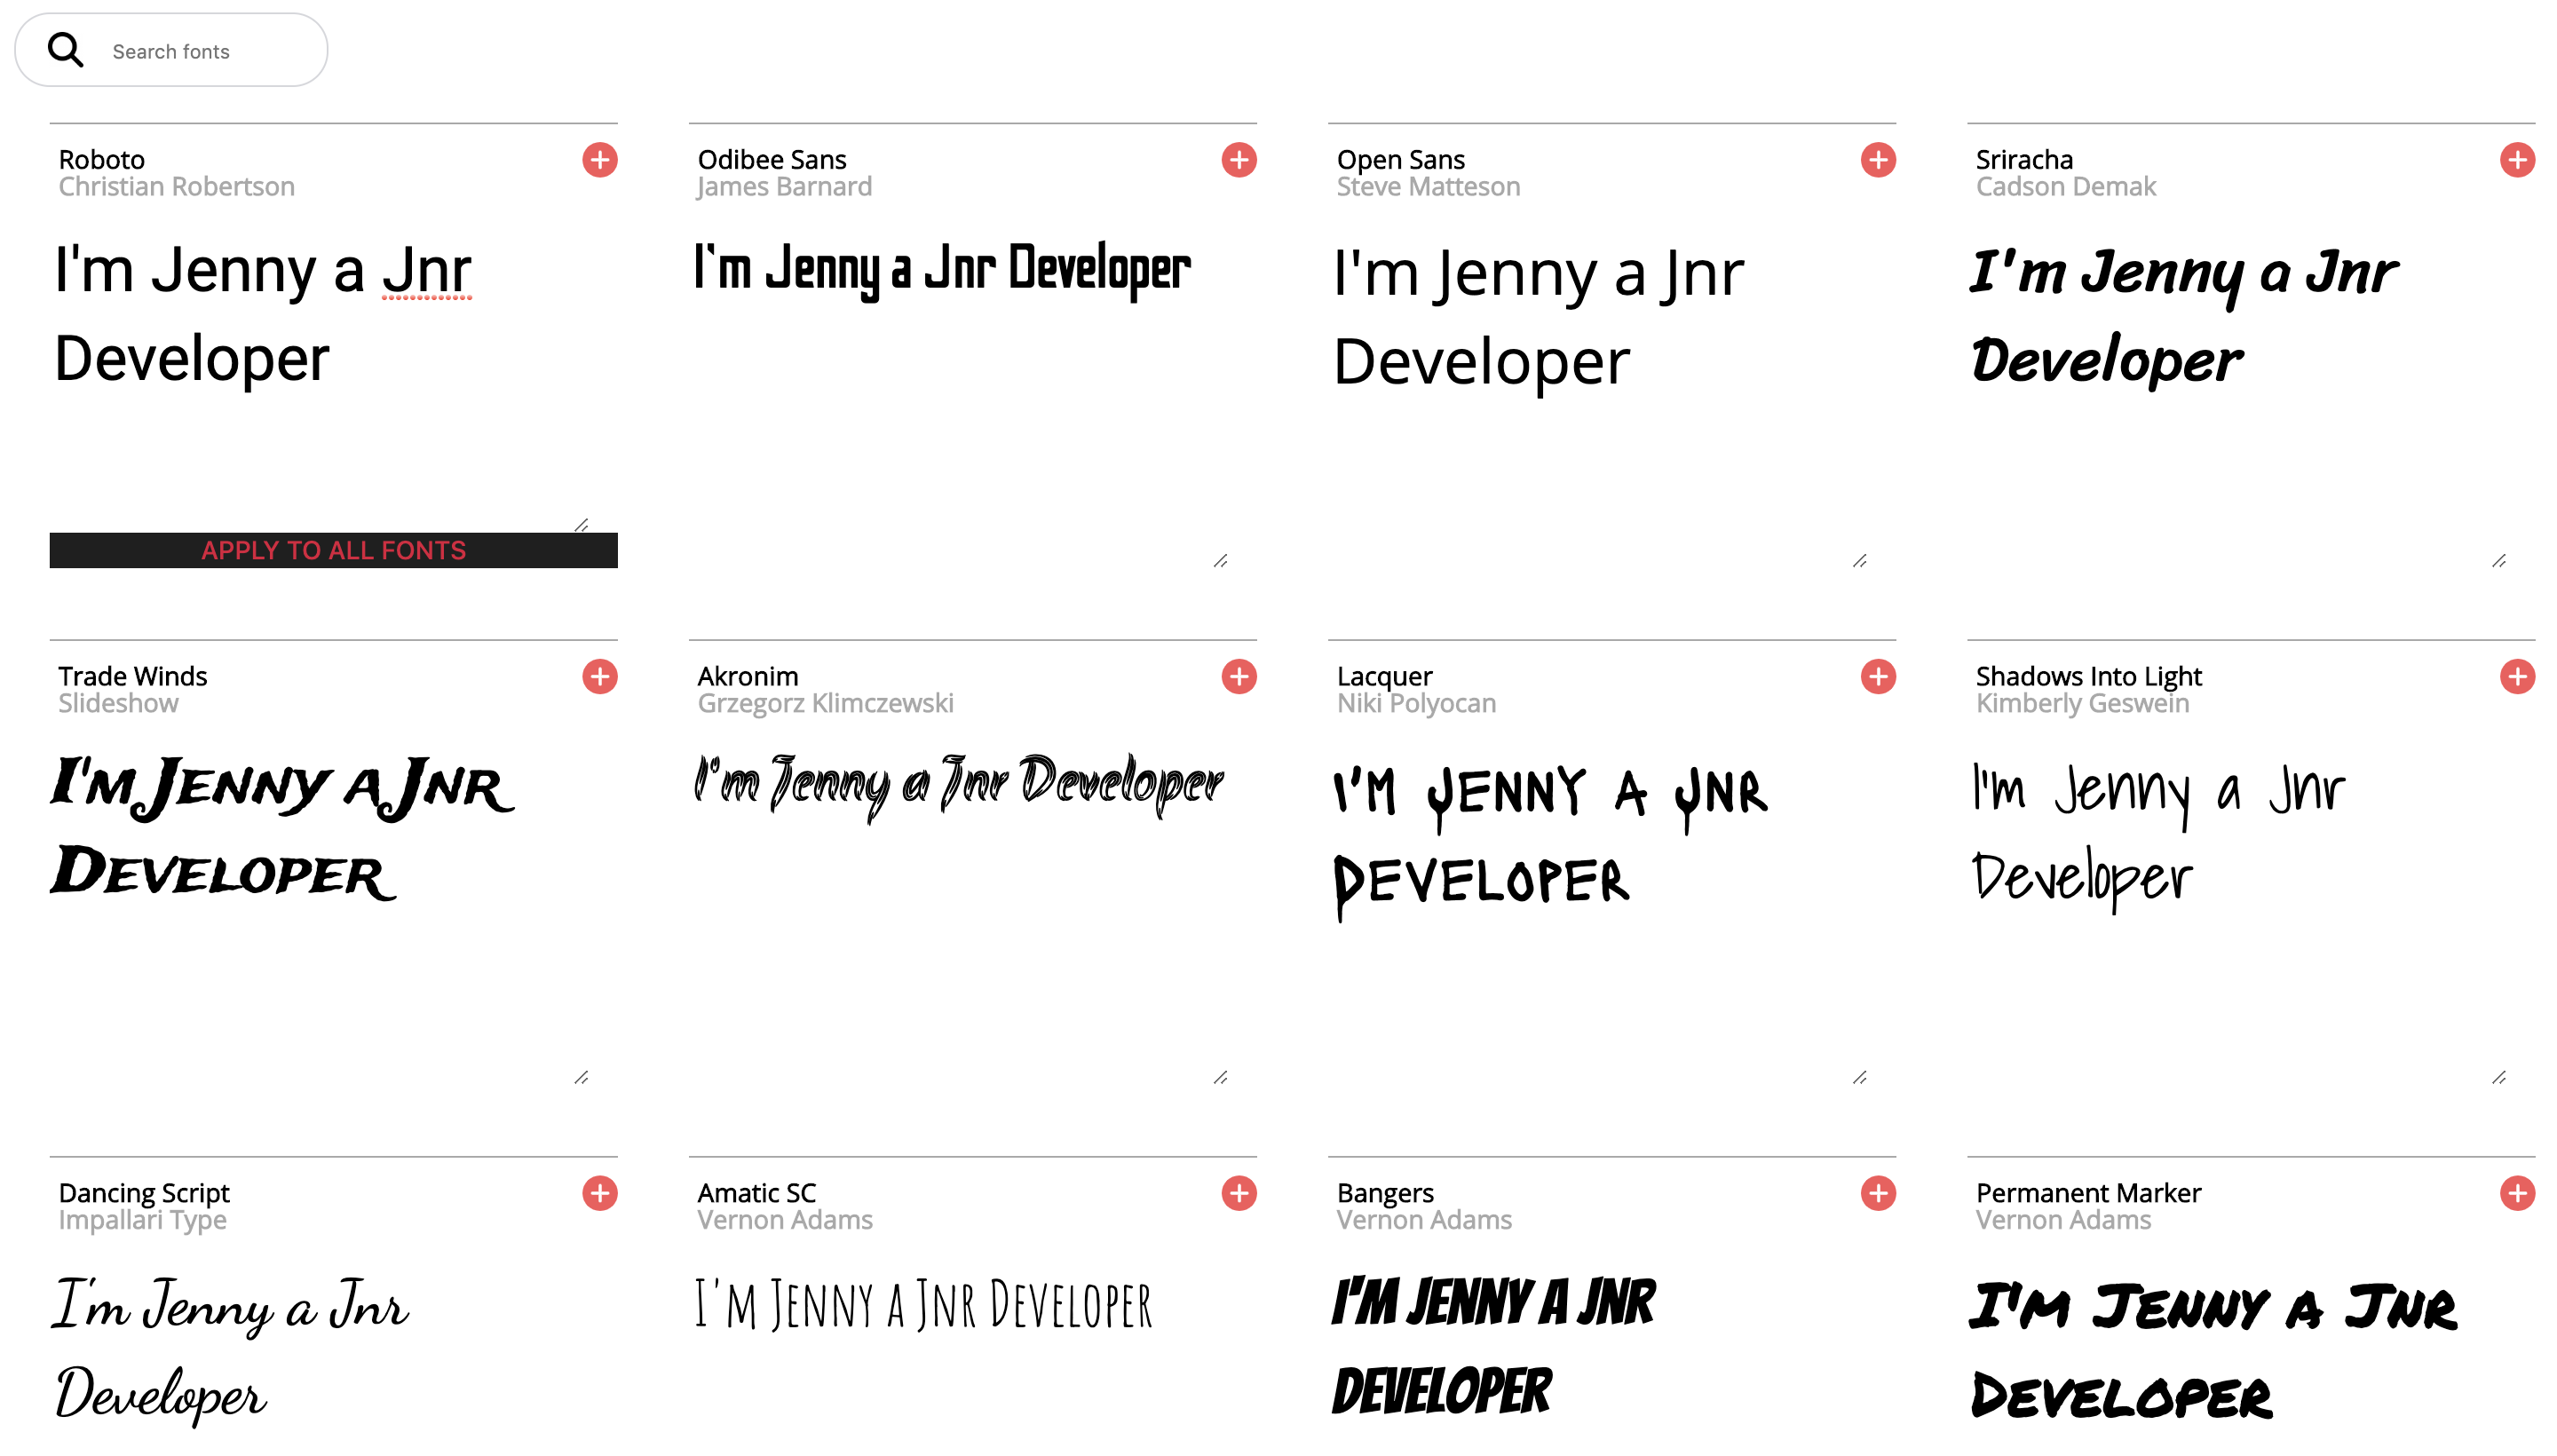 Search fonts
Roboto
Christian Robertson
I'm Jenny a Jnr
Developer
APPLY TO ALL FONTS
Odibee Sans
James Barnard
I'm Jenny a Jnr Developer
Open Sans
Steve Matteson
I'm Jenny a Jnr
Developer
Sriracha
Cadson Demak
I'm Jenny a Jnr
Developer
Trade Winds
Slideshow
I'm Jenny a Jnr
Developer
Akronim
Grzegorz Klimczewski
I'm Jenny a Jnr Developer
Lacquer
Niki Polyocan
I'm Jenny a Jnr
Developer
Shadows Into Light
Kimberly Geswein
I'm Jenny a Jnr
Developer
Dancing Script
Impallari Type
I'm Jenny a Jnr
Developer
Amatic SC
Vernon Adams
I'm Jenny a Jnr Developer
Bangers
Vernon Adams
I'M JENNY A JNR
DEVELOPER
Permanent Marker
Vernon Adams
I'm Jenny a Jnr
Developer